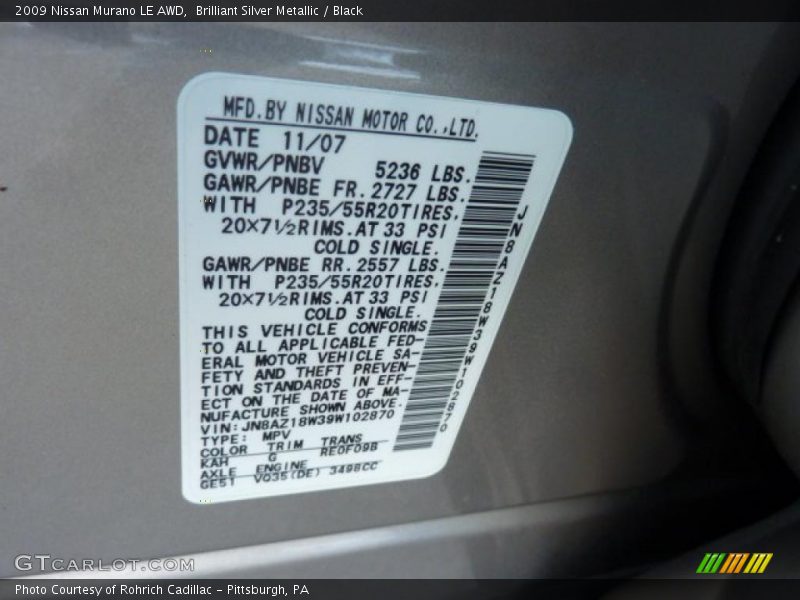 2009 Nissan Murano LE AWD,  Brilliant Silver Metallic / Black
MFD.BY NISSAN MOTOR CO.,LTD.
DATE 11/07
GVWR/PNBV 5236 LBS.
GAWR/PNBE FR. 2727 LBS.
WITH P235/55R20TIRES.
20×7½RIMS.AT 33 PSI
COLD SINGLE.
GAWR/PNBE RR. 2557 LBS.
WITH P235/55R20TIRES.
20×7½RIMS.AT 33 PSI
COLD SINGLE.
THIS VEHICLE CONFORMS
TO ALL APPLICABLE FED-
ERAL MOTOR VEHICLE SA-
FETY AND THEFT PREVEN-
TION STANDARDS IN EFF-
ECT ON THE DATE OF MA-
NUFACTURE SHOWN ABOVE.
VIN:JN8AZ18W39W102870
TYPE: MPV
COLOR TRIM TRANS
KAH G RE0F09B
AXLE ENGINE
GE51 VQ35(DE) 3498CC
JN8AZ18W39W102870
GTCARLOT.COM
Photo Courtesy of Rohrich Cadillac - Pittsburgh, PA